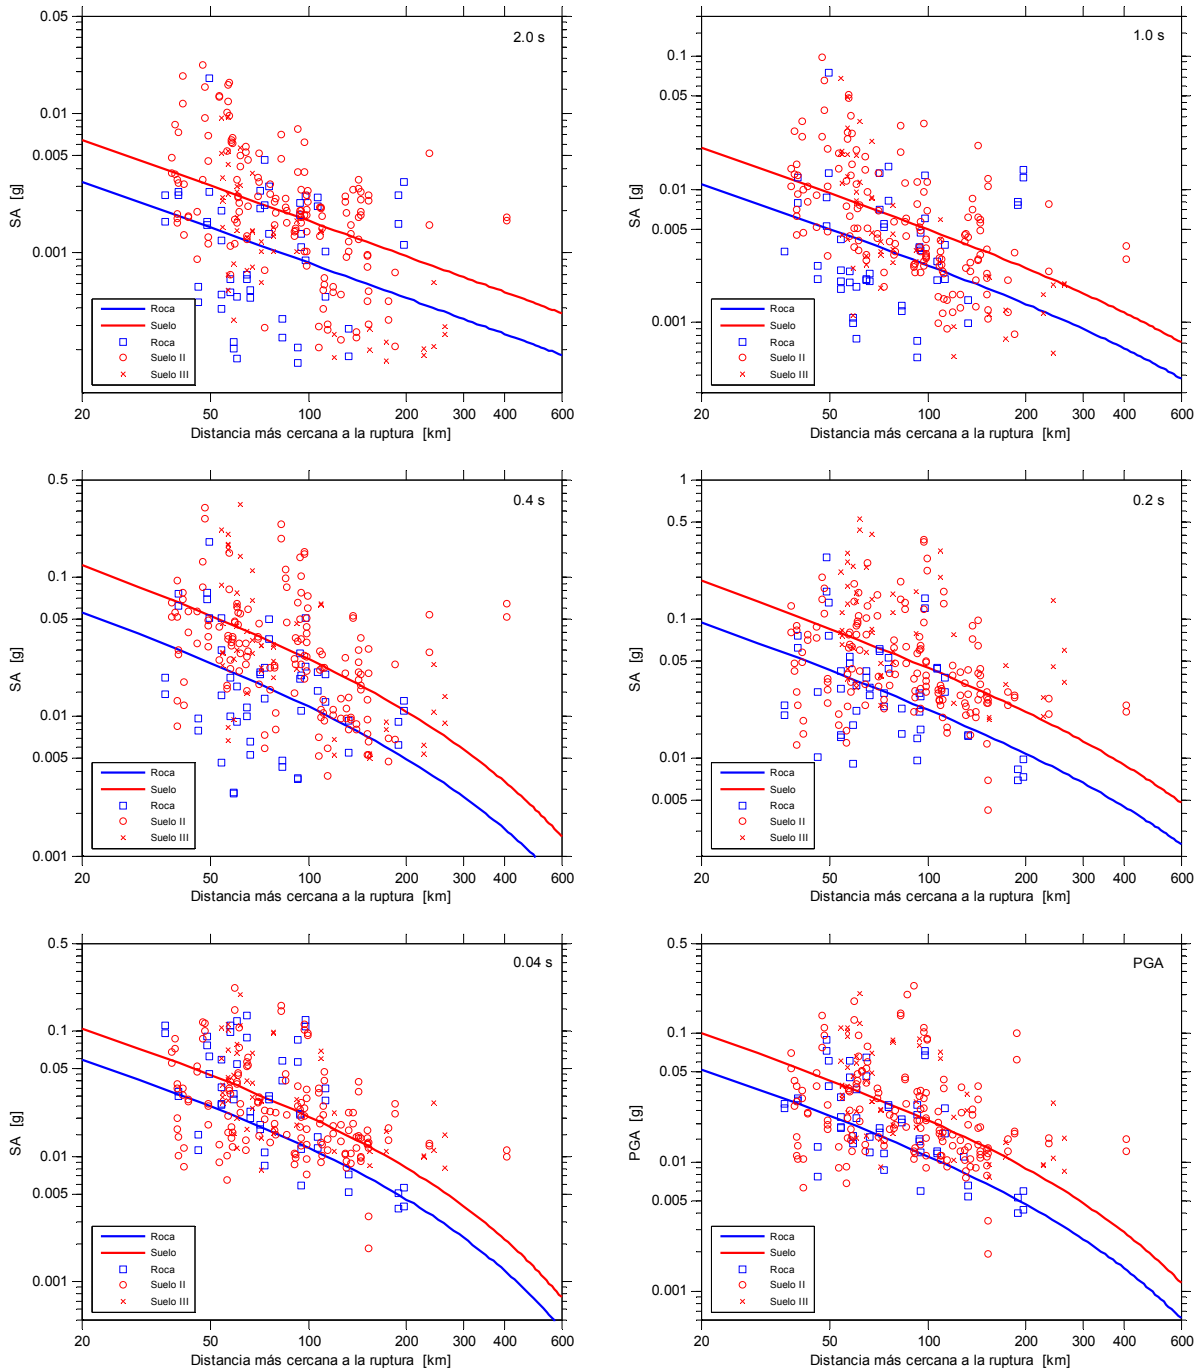 0.05
0.01
0.005
0.001
SA [g]
2.0 s
Roca
Suelo
Roca
Suelo II
Suelo III
20 50 100 200 300 400 600
Distancia más cercana a la ruptura [km]
0.1
0.05
0.01
0.005
0.001
SA [g]
1.0 s
Roca
Suelo
Roca
Suelo II
Suelo III
20 50 100 200 300 400 600
Distancia más cercana a la ruptura [km]
0.5
0.1
0.05
0.01
0.005
0.001
SA [g]
0.4 s
Roca
Suelo
Roca
Suelo II
Suelo III
20 50 100 200 300 400 600
Distancia más cercana a la ruptura [km]
1
0.5
0.1
0.05
0.01
0.005
SA [g]
0.2 s
Roca
Suelo
Roca
Suelo II
Suelo III
20 50 100 200 300 400 600
Distancia más cercana a la ruptura [km]
0.5
0.1
0.05
0.01
0.005
0.001
SA [g]
0.04 s
Roca
Suelo
Roca
Suelo II
Suelo III
20 50 100 200 300 400 600
Distancia más cercana a la ruptura [km]
0.5
0.1
0.05
0.01
0.005
0.001
PGA [g]
PGA
Roca
Suelo
Roca
Suelo II
Suelo III
20 50 100 200 300 400 600
Distancia más cercana a la ruptura [km]